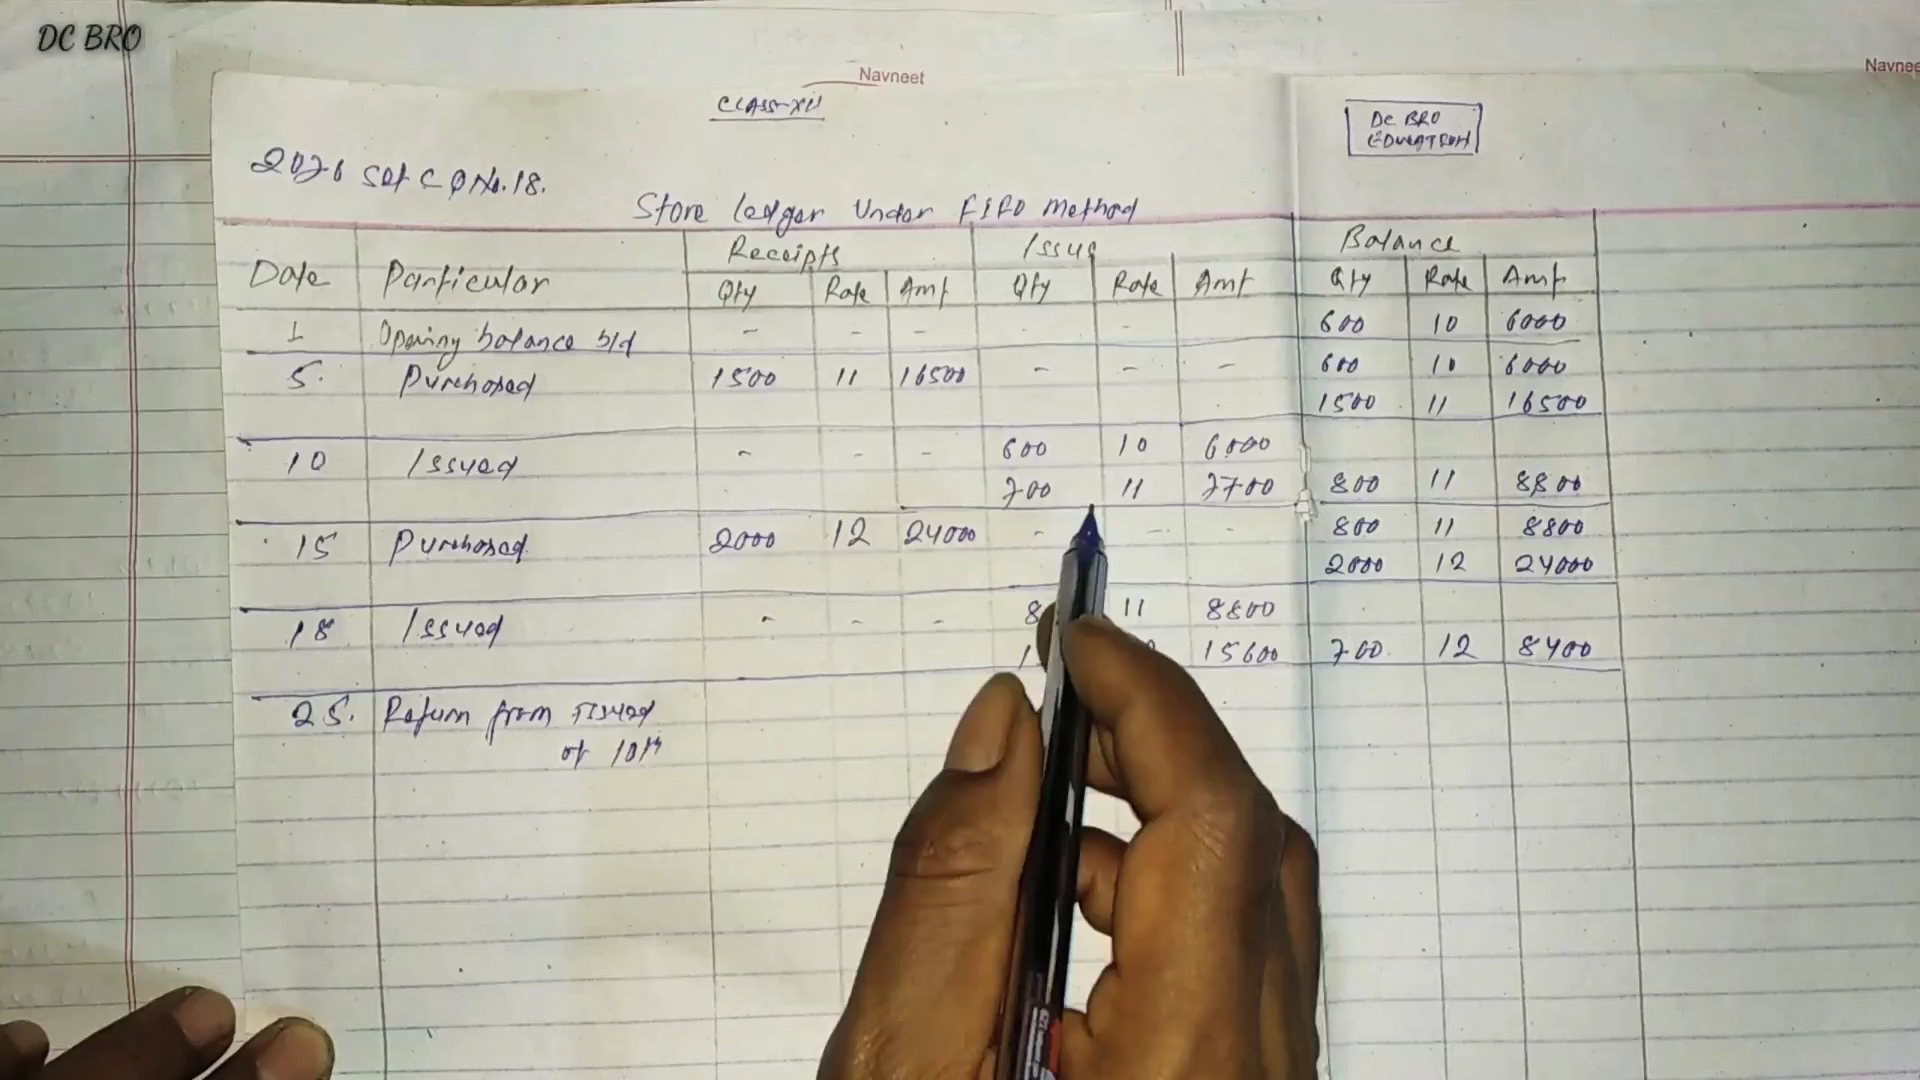 DC BRO
Navneet
Navnee
CLASS-XII
DC BRO
EDUCATION
2076 Set C Q No. 18.
Store ledger Under FIFO Method
Date Particular Receipts Issue Balance
Qty Rate Amt Qty Rate Amt Qty Rate Amt
1 Opening balance b/d - - - - - 600 10 6000
5. Purchased 1500 11 16500 - - - 600 10 6000
1500 11 16500
10 Issued - - - 600 10 6000
700 11 7700 800 11 8800
15 Purchased 2000 12 24000 - - - 800 11 8800
2000 12 24000
18 Issued - - - 8 11 8800
1 15600 700 12 8400
25. Return from Issued
of 10th